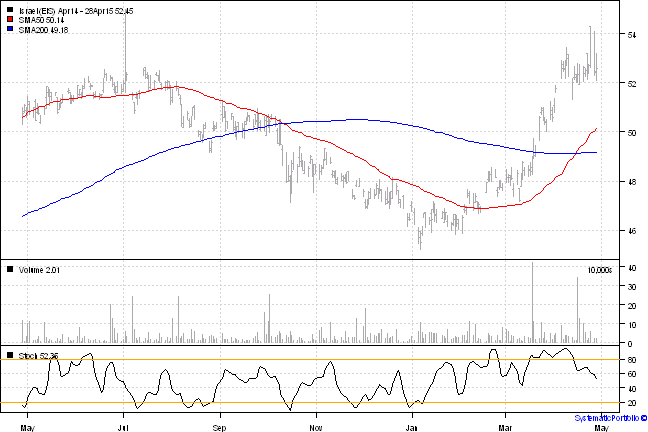 Israel(EIS) Apr14 - 28Apr15 52.45
SMA50 50.14
SMA200 49.18
54
52
50
48
46
Volume 2.01
10,000s
40
30
20
10
0
Stoch 52.35
80
60
40
20
May
Jul
Sep
Nov
Jan
Mar
May
SystematicPortfolio ©